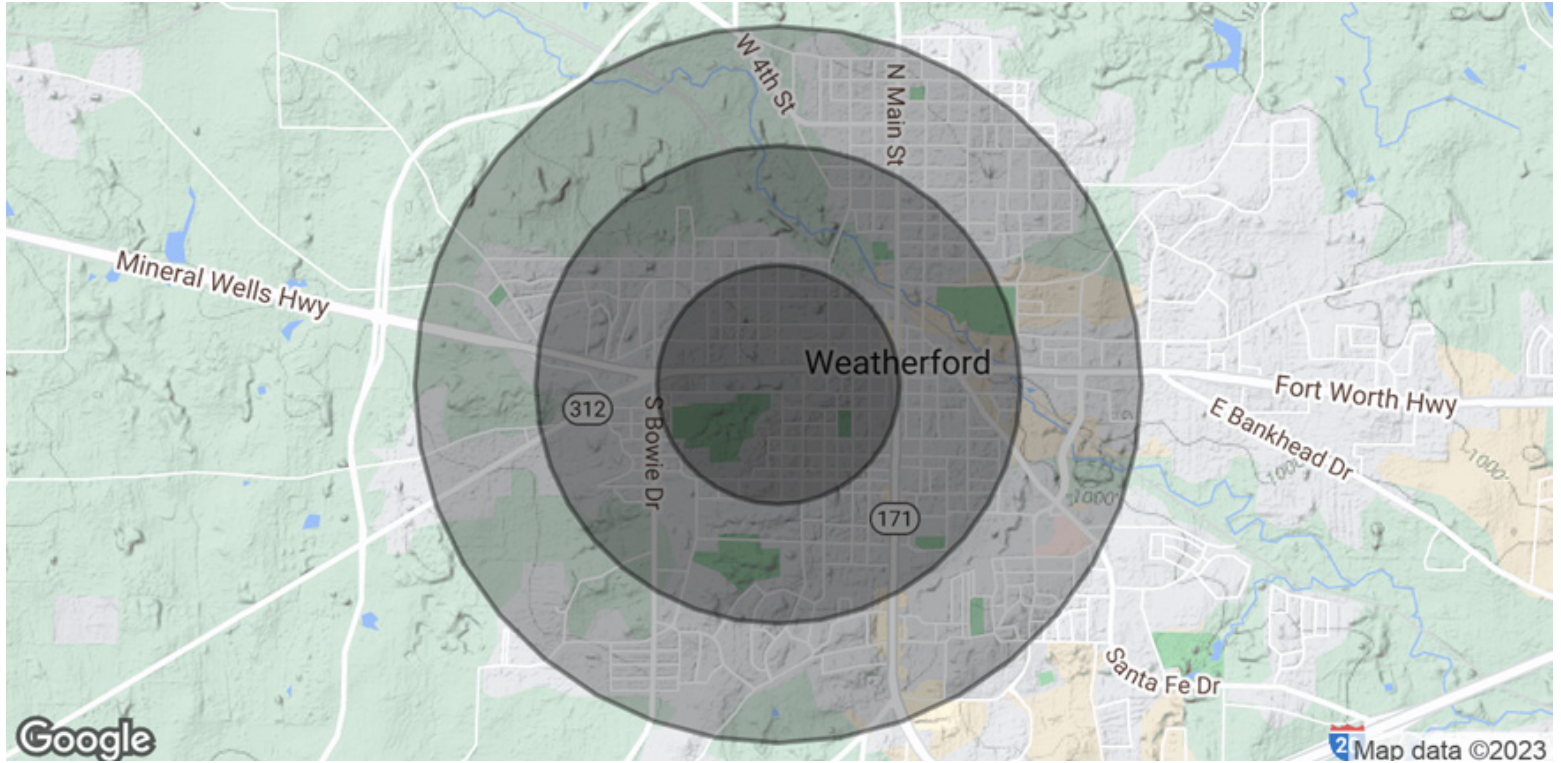 W 4th St
N Main St
Mineral Wells Hwy
Weatherford
312
S Bowie Dr
Fort Worth Hwy
E Bankhead Dr
1000'
1000'
1000'
171
Santa Fe Dr
Google
Map data ©2023